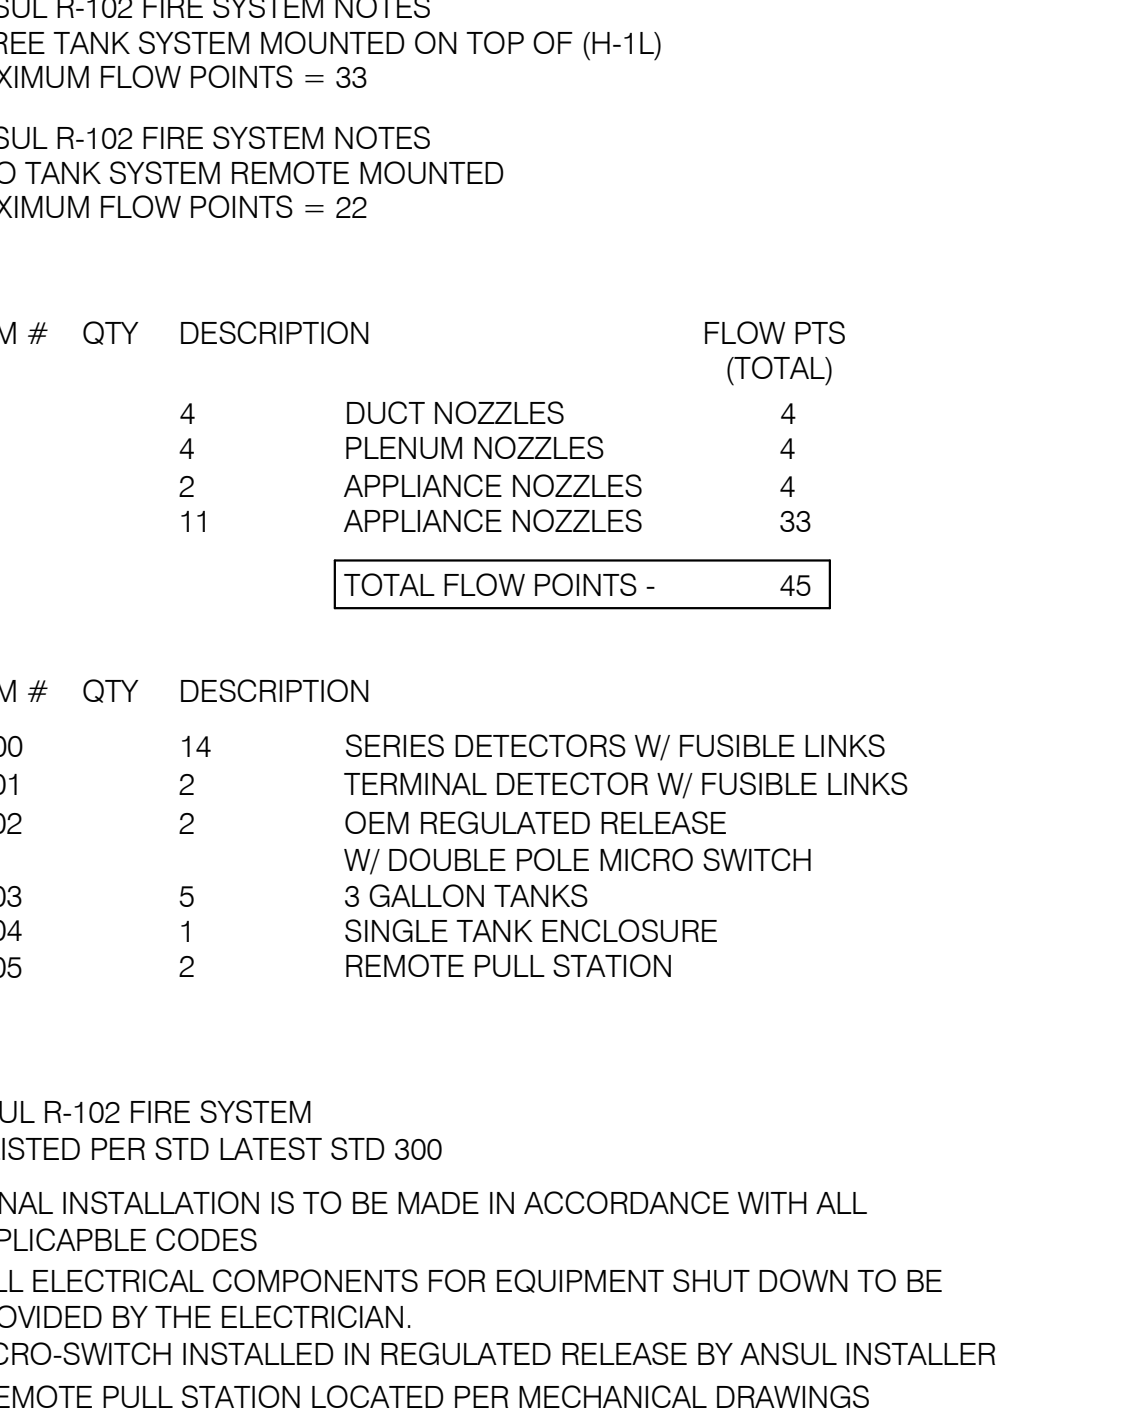 SUL R-102 FIRE SYSTEM NOTES
REE TANK SYSTEM MOUNTED ON TOP OF (H-1L)
XIMUM FLOW POINTS = 33
SUL R-102 FIRE SYSTEM NOTES
O TANK SYSTEM REMOTE MOUNTED
XIMUM FLOW POINTS = 22
M # QTY DESCRIPTION FLOW PTS
(TOTAL)
4 DUCT NOZZLES 4
4 PLENUM NOZZLES 4
2 APPLIANCE NOZZLES 4
11 APPLIANCE NOZZLES 33
TOTAL FLOW POINTS - 45
M # QTY DESCRIPTION
00 14 SERIES DETECTORS W/ FUSIBLE LINKS
01 2 TERMINAL DETECTOR W/ FUSIBLE LINKS
02 2 OEM REGULATED RELEASE
W/ DOUBLE POLE MICRO SWITCH
03 5 3 GALLON TANKS
04 1 SINGLE TANK ENCLOSURE
05 2 REMOTE PULL STATION
UL R-102 FIRE SYSTEM
ISTED PER STD LATEST STD 300
NAL INSTALLATION IS TO BE MADE IN ACCORDANCE WITH ALL
PLICAPBLE CODES
LL ELECTRICAL COMPONENTS FOR EQUIPMENT SHUT DOWN TO BE
OVIDED BY THE ELECTRICIAN.
CRO-SWITCH INSTALLED IN REGULATED RELEASE BY ANSUL INSTALLER
EMOTE PULL STATION LOCATED PER MECHANICAL DRAWINGS